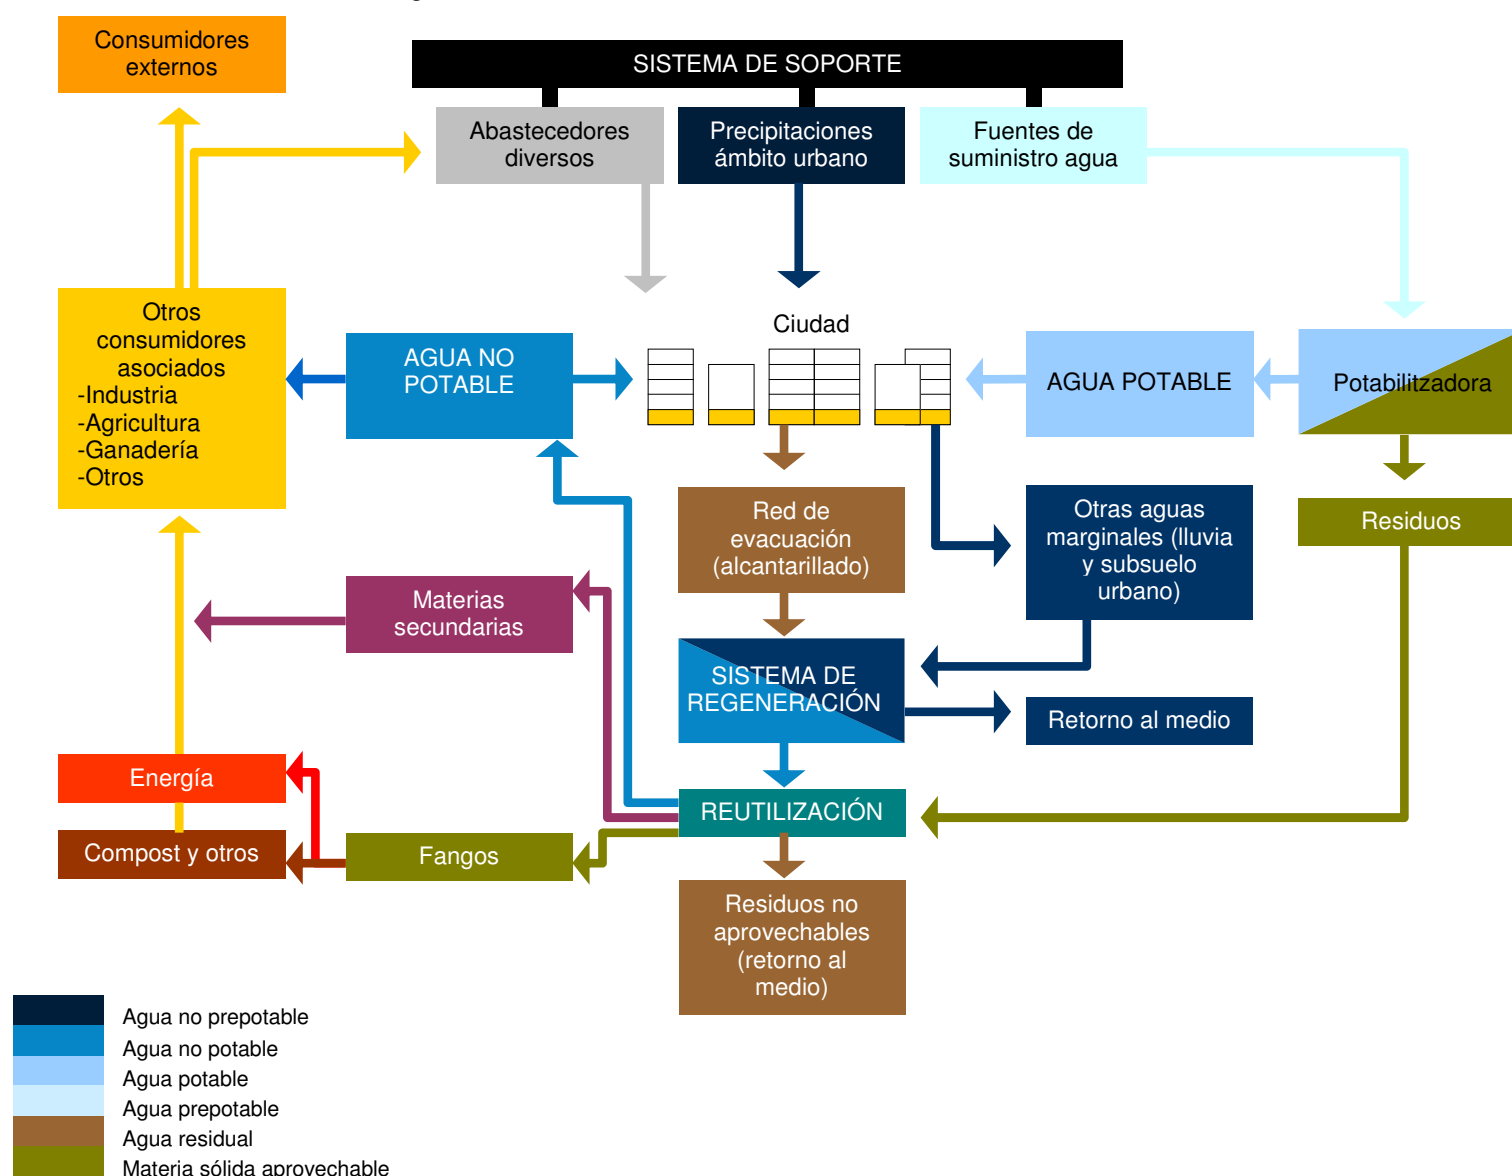 Consumidores
externos
SISTEMA DE SOPORTE
Abastecedores
diversos
Precipitaciones
ámbito urbano
Fuentes de
suministro agua
Otros
consumidores
asociados
-Industria
-Agricultura
-Ganadería
-Otros
AGUA NO
POTABLE
Ciudad
AGUA POTABLE
Potabilitzadora
Red de
evacuación
(alcantarillado)
Otras aguas
marginales (lluvia
y subsuelo
urbano)
Residuos
Materias
secundarias
SISTEMA DE
REGENERACIÓN
Retorno al medio
Energía
REUTILIZACIÓN
Compost y otros
Fangos
Residuos no
aprovechables
(retorno al
medio)
Agua no prepotable
Agua no potable
Agua potable
Agua prepotable
Agua residual
Materia sólida aprovechable